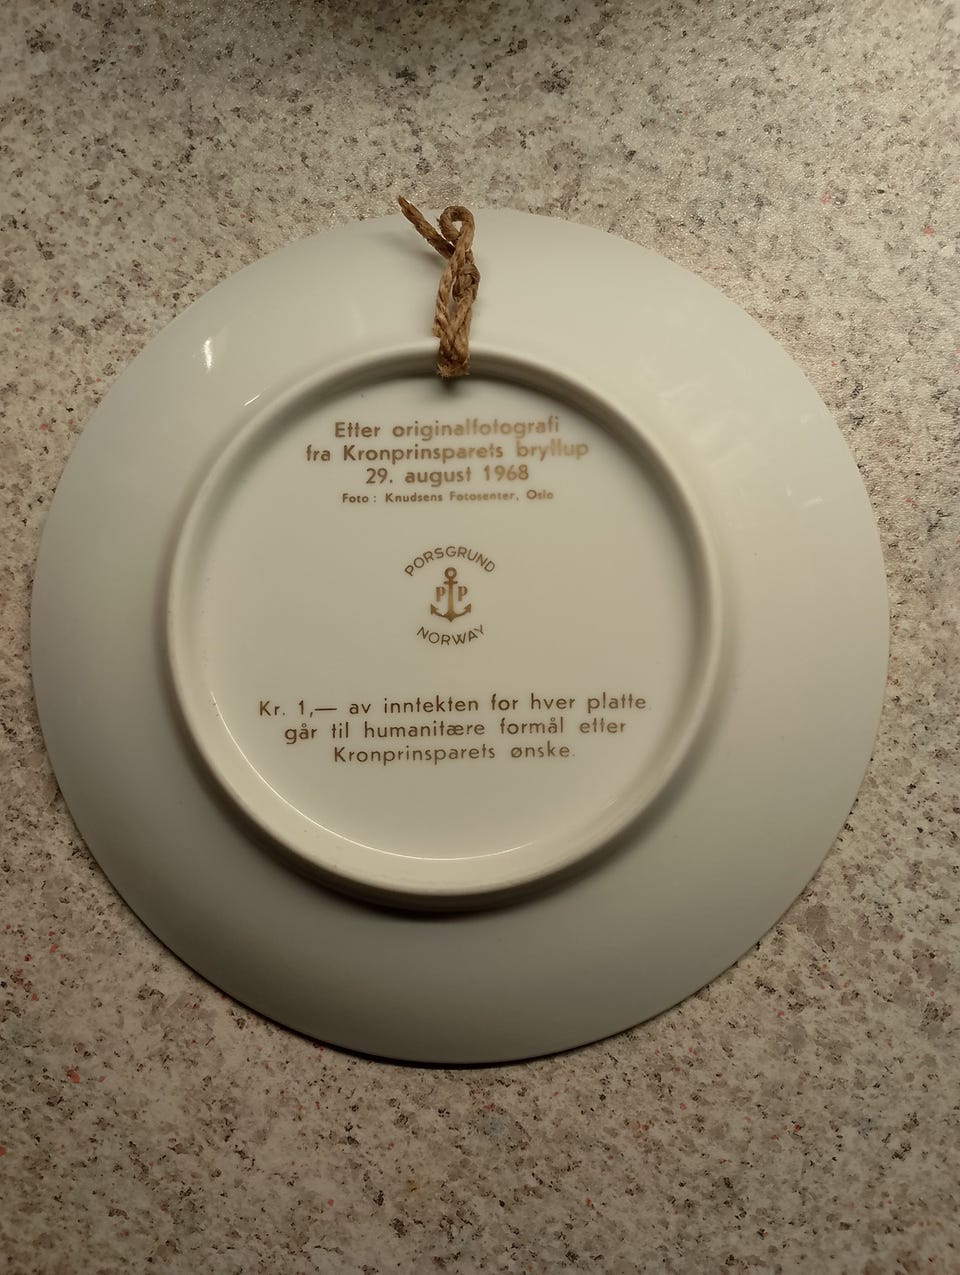 Etter originalfotografi
fra Kronprinsparets bryllup
29. august 1968
Foto : Knudsens Fotosenter, Oslo
PORSGRUND
P P
NORWAY
Kr. 1,— av inntekten for hver platte
går til humanitære formål etter
Kronprinsparets ønske.